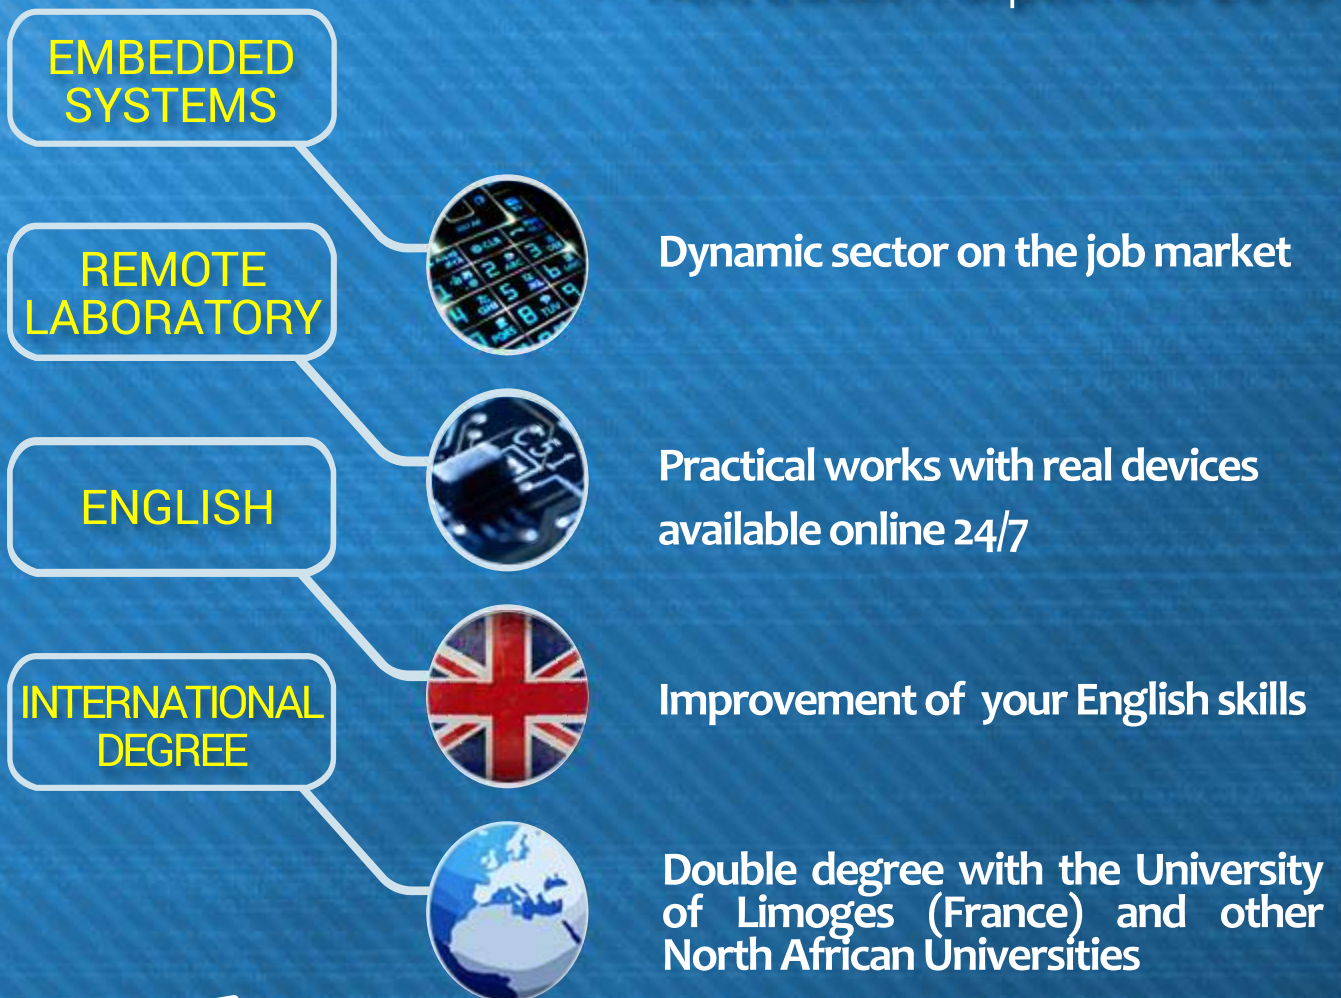 EMBEDDED
SYSTEMS
Dynamic sector on the job market
REMOTE
LABORATORY
Practical works with real devices
available online 24/7
ENGLISH
Improvement of your English skills
INTERNATIONAL
DEGREE
Double degree with the University
of Limoges (France) and other
North African Universities